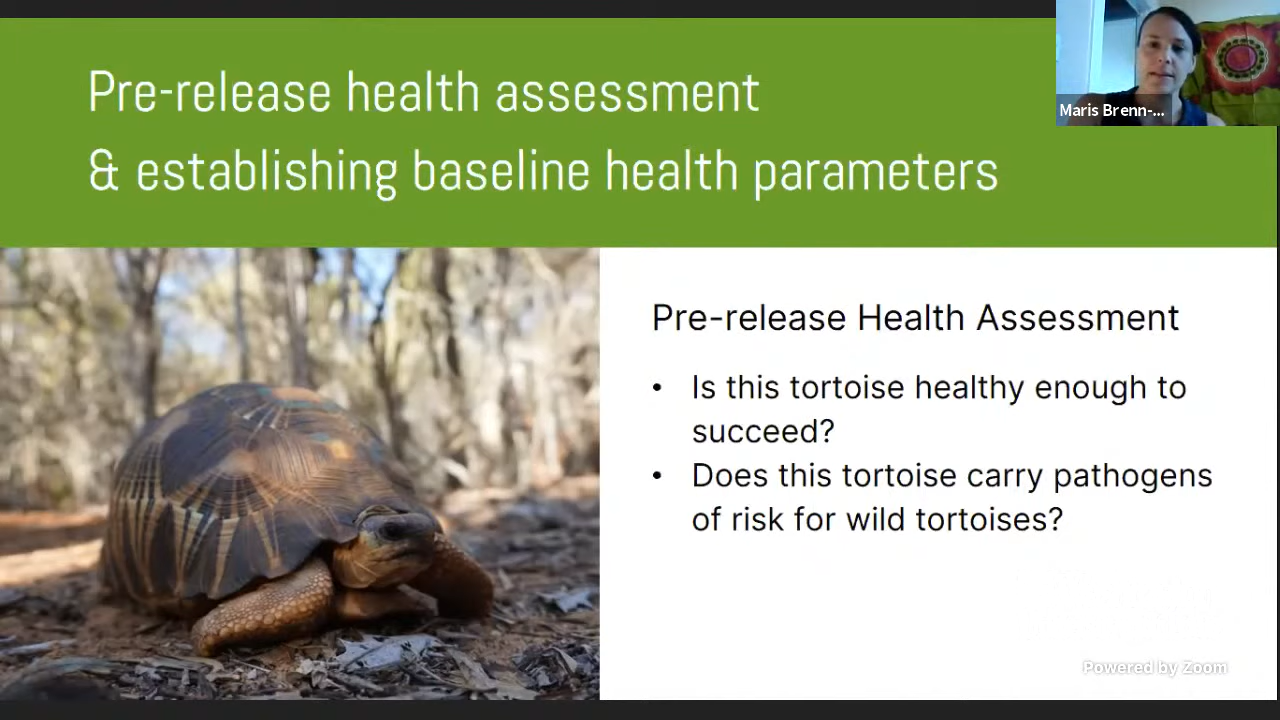 Pre-release health assessment
& establishing baseline health parameters
Maris Brenn-...
Pre-release Health Assessment
• Is this tortoise healthy enough to
succeed?
• Does this tortoise carry pathogens
of risk for wild tortoises?
Powered by Zoom